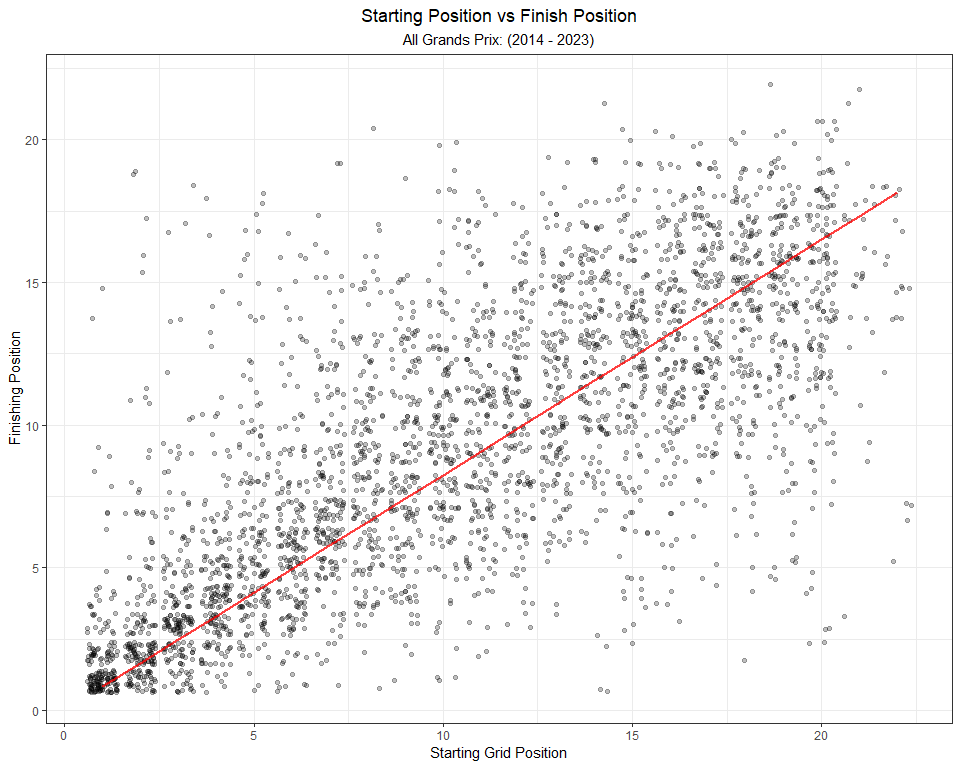 Starting Position vs Finish Position
All Grands Prix: (2014 - 2023)
Finishing Position
20
15
10
5
0
0 5 10 15 20
Starting Grid Position